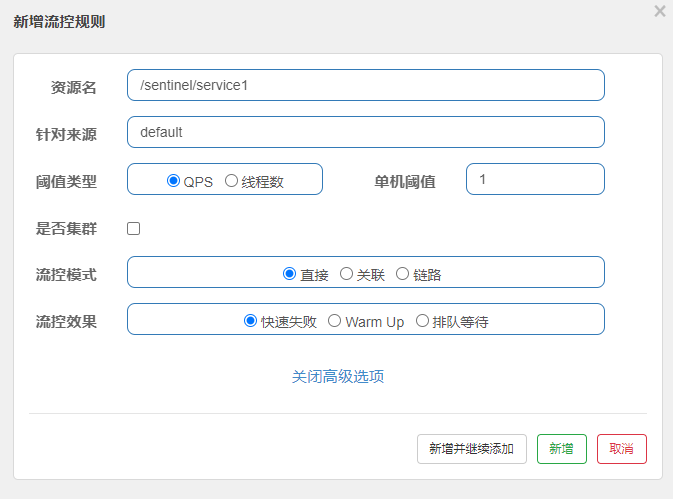 ×
新增流控规则
资源名 /sentinel/service1
针对来源 default
阈值类型 QPS 线程数 单机阈值 1
是否集群
流控模式 直接 关联 链路
流控效果 快速失败 Warm Up 排队等待
关闭高级选项
新增并继续添加 新增 取消